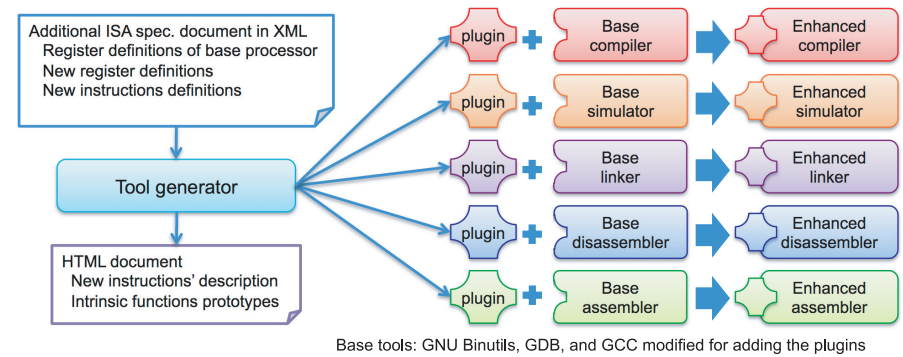 Additional ISA spec. document in XML
Register definitions of base processor
New register definitions
New instructions definitions
Tool generator
HTML document
New instructions' description
Intrinsic functions prototypes
plugin
Base
compiler
Enhanced
compiler
plugin
Base
simulator
Enhanced
simulator
plugin
Base
linker
Enhanced
linker
plugin
Base
disassembler
Enhanced
disassembler
plugin
Base
assembler
Enhanced
assembler
Base tools: GNU Binutils, GDB, and GCC modified for adding the plugins